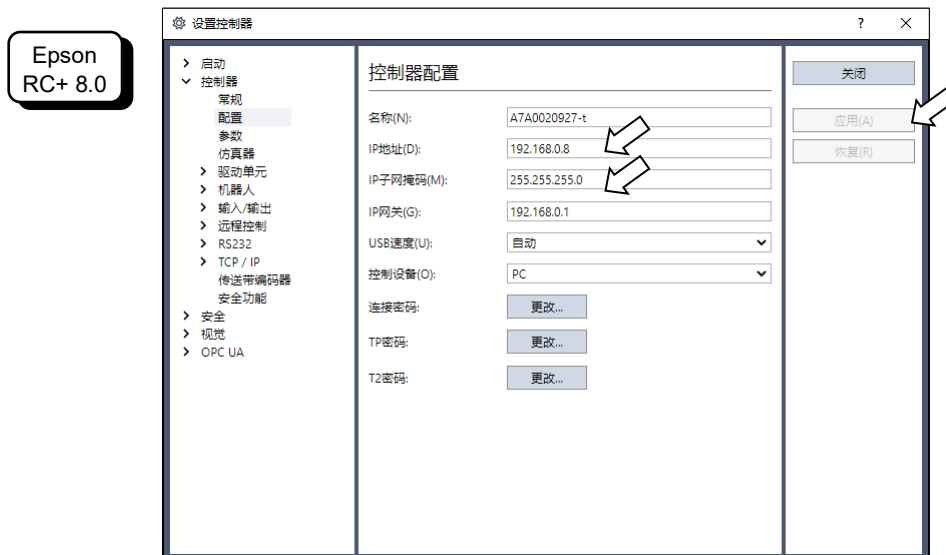 Epson
RC+ 8.0
设置控制器
?
启动
控制器
常规
配置
参数
仿真器
驱动单元
机器人
输入/输出
远程控制
RS232
TCP / IP
传送带编码器
安全功能
安全
视觉
OPC UA
控制器配置
名称(N): A7A0020927-t
IP地址(D): 192.168.0.8
IP子网掩码(M): 255.255.255.0
IP网关(G): 192.168.0.1
USB速度(U): 自动
控制设备(O): PC
连接密码: 更改...
TP密码: 更改...
T2密码: 更改...
关闭
应用(A)
恢复(R)